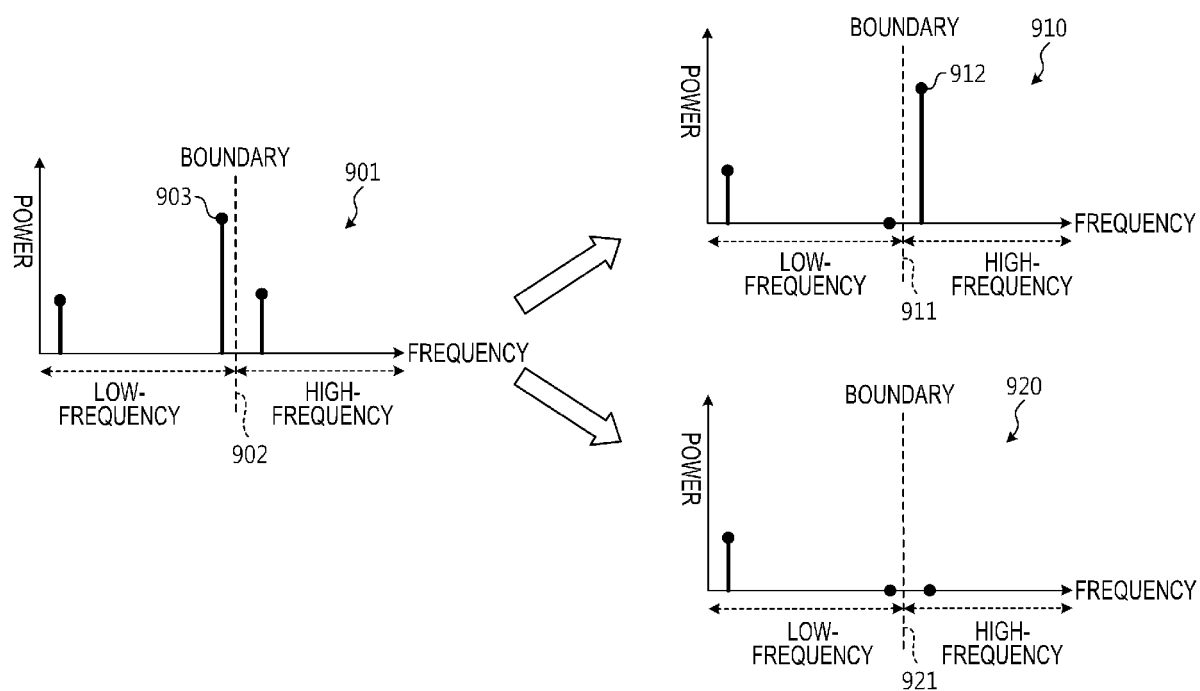 BOUNDARY
901
903
POWER
FREQUENCY
LOW-
FREQUENCY
HIGH-
FREQUENCY
902
BOUNDARY
910
912
POWER
FREQUENCY
LOW-
FREQUENCY
HIGH-
FREQUENCY
911
BOUNDARY
920
POWER
FREQUENCY
LOW-
FREQUENCY
HIGH-
FREQUENCY
921